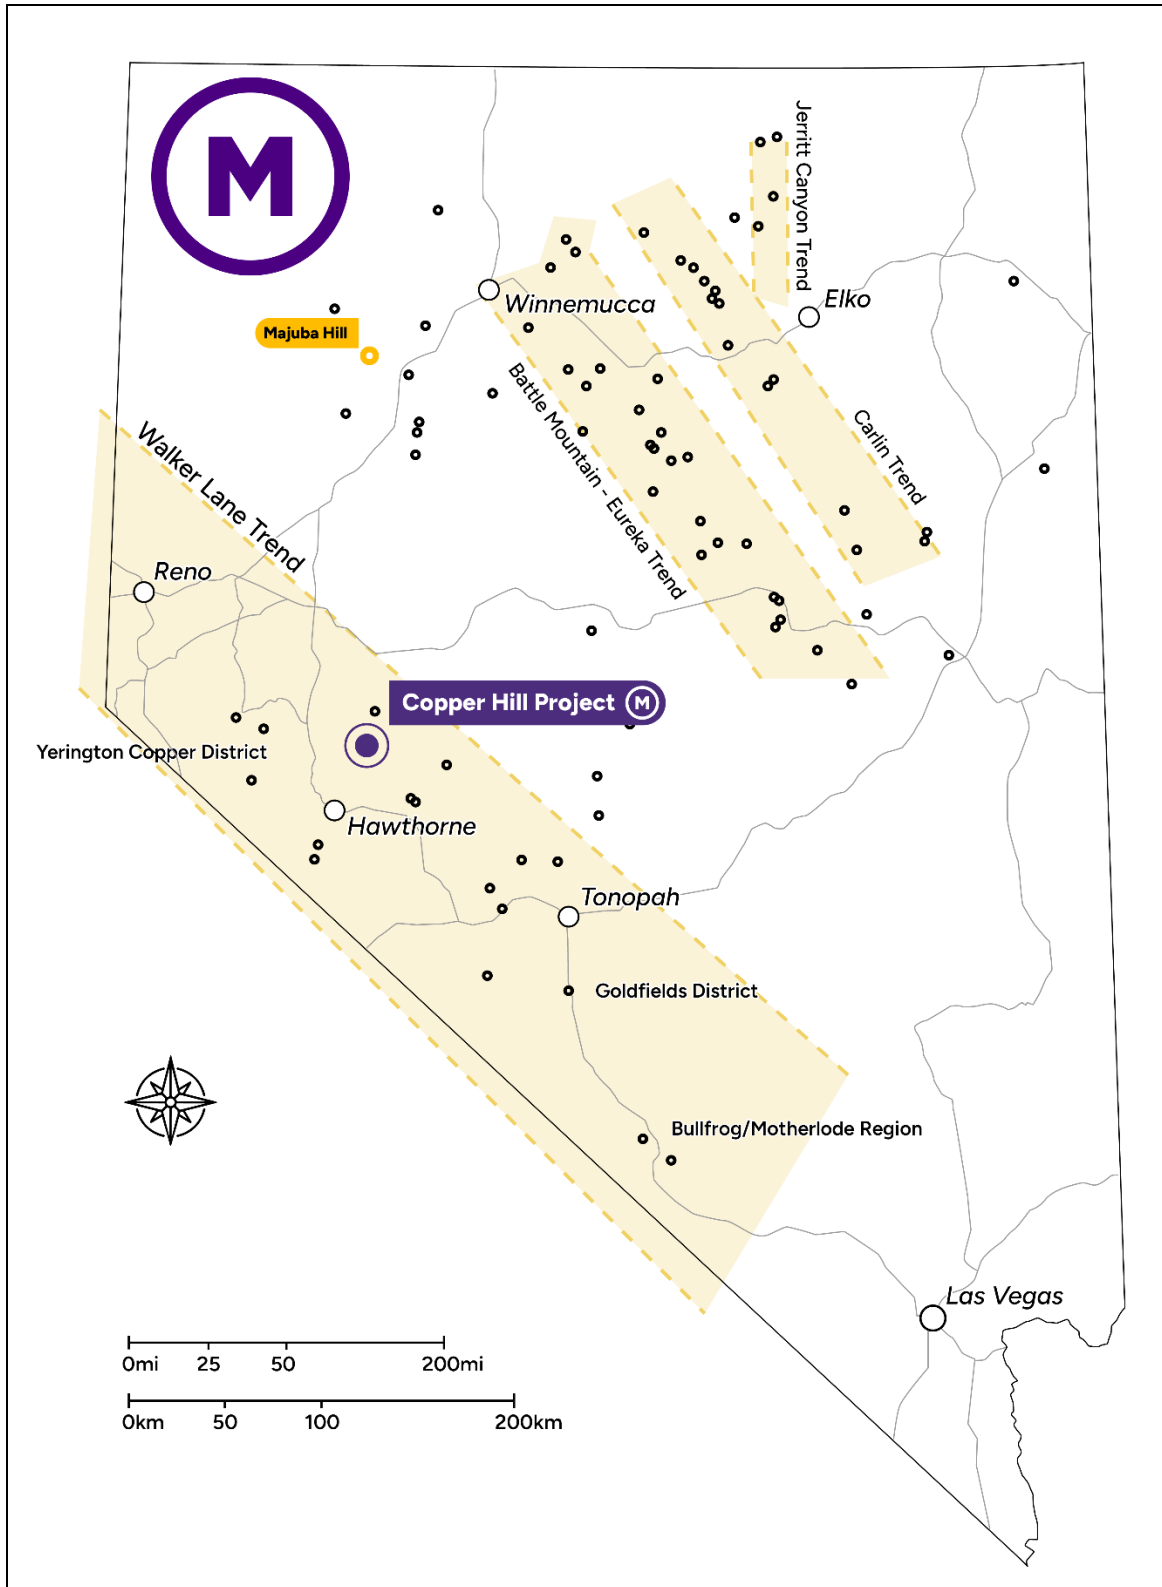 M
Jerritt Canyon Trend
Winnemucca
Elko
Majuba Hill
Battle Mountain - Eureka Trend
Carlin Trend
Walker Lane Trend
Reno
Copper Hill Project M
Yerington Copper District
Hawthorne
Tonopah
Goldfields District
Bullfrog/Motherlode Region
Las Vegas
0mi 25 50 200mi
0km 50 100 200km